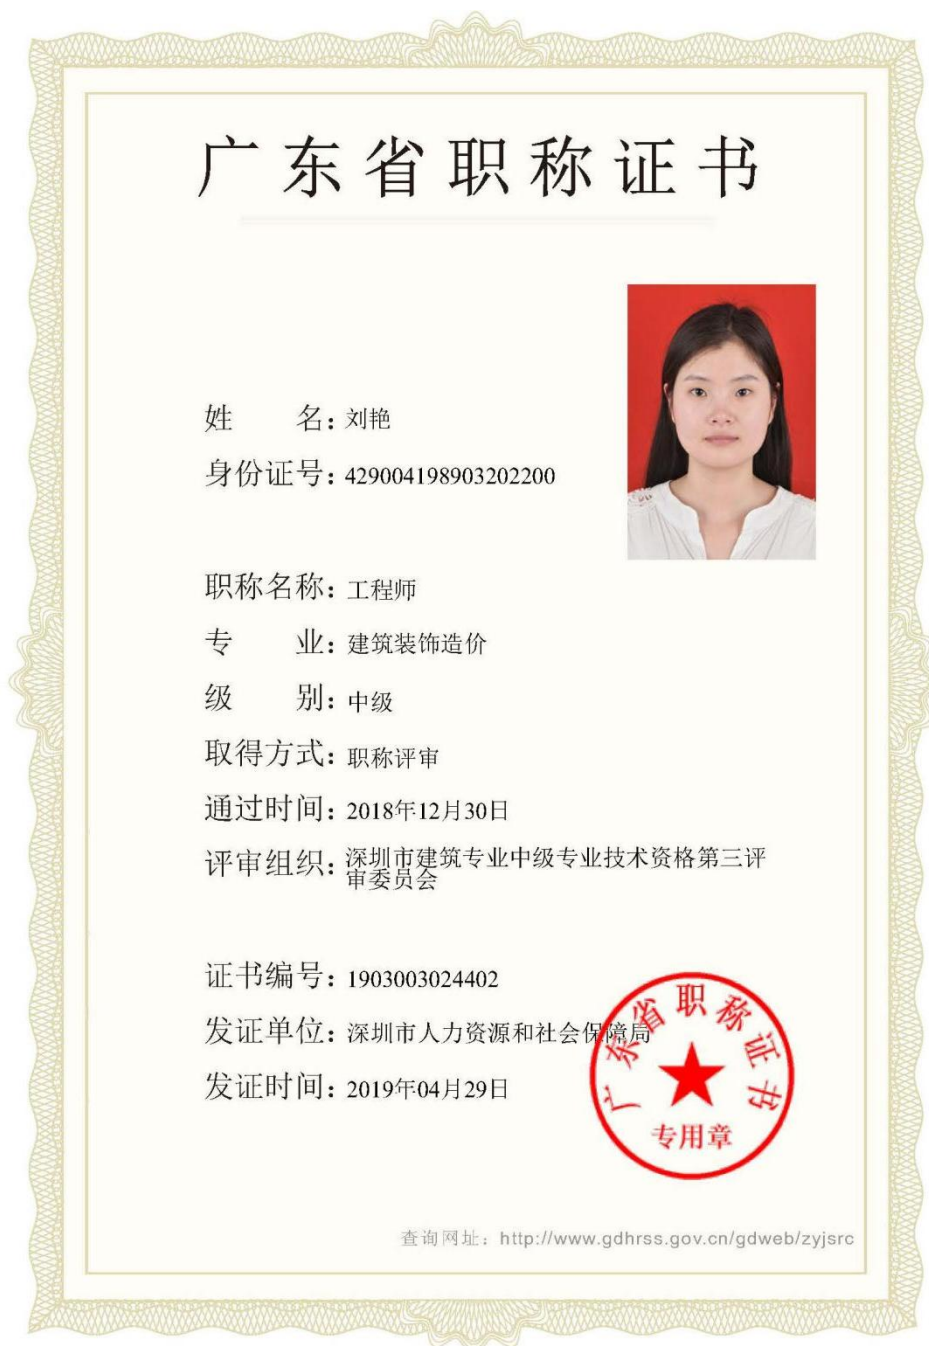 广东省职称证书
姓 名：刘艳
身份证号：429004198903202200
职称名称：工程师
专 业：建筑装饰造价
级 别：中级
取得方式：职称评审
通过时间：2018年12月30日
评审组织：深圳市建筑专业中级专业技术资格第三评
审委员会
证书编号：1903003024402
发证单位：深圳市人力资源和社会保障局
发证时间：2019年04月29日
广东省职称证书
专用章
查询网址：http://www.gdhrss.gov.cn/gdweb/zyjsrc